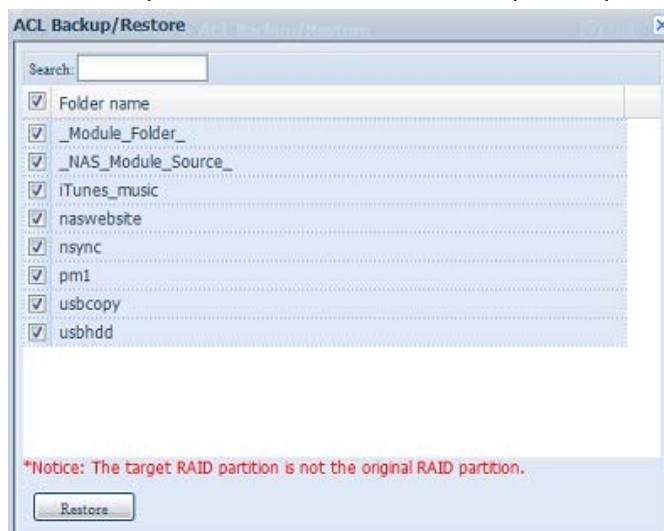 ACL Backup/Restore
Search:
Folder name
_Module_Folder_
_NAS_Module_Source_
iTunes_music
naswebsite
nsync
pm1
usbcopy
usbhdd
*Notice: The target RAID partition is not the original RAID partition.
Restore